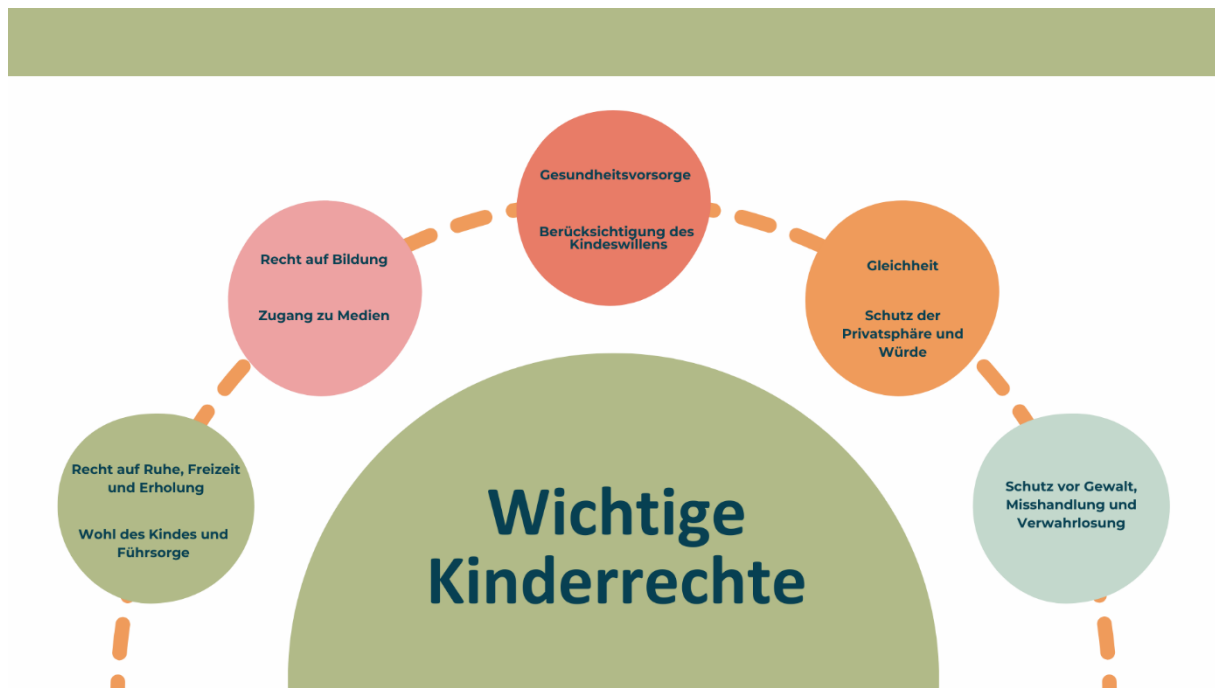 Gesundheitsvorsorge
Berücksichtigung des
Kindeswillens
Recht auf Bildung
Zugang zu Medien
Gleichheit
Schutz der
Privatsphäre und
Würde
Recht auf Ruhe, Freizeit
und Erholung
Wohl des Kindes und
Führsorge
Schutz vor Gewalt,
Misshandlung und
Verwahrlosung
Wichtige
Kinderrechte